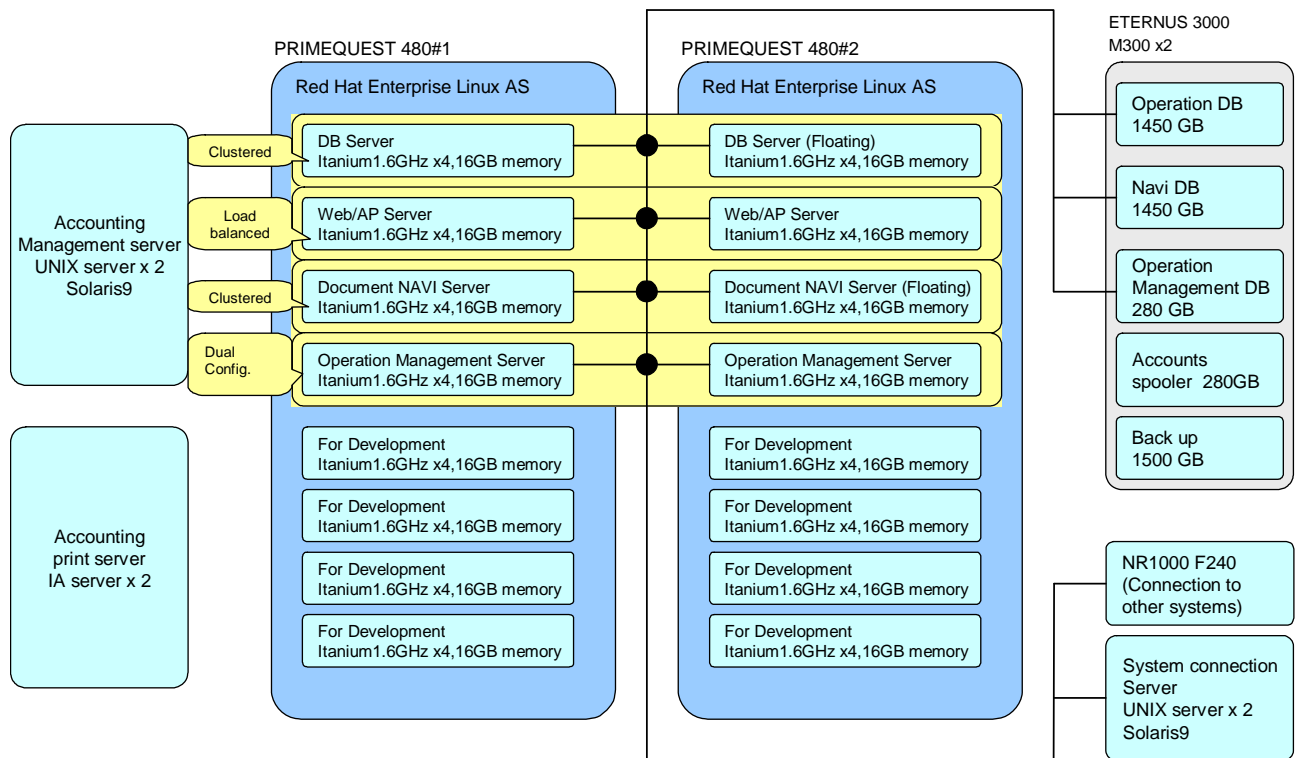 PRIMEQUEST 480#1
PRIMEQUEST 480#2
ETERNUS 3000
M300 x2
Accounting
Management server
UNIX server x 2
Solaris9
Accounting
print server
IA server x 2
Clustered
Load
balanced
Clustered
Dual
Config.
Red Hat Enterprise Linux AS
DB Server
Itanium1.6GHz x4,16GB memory
Web/AP Server
Itanium1.6GHz x4,16GB memory
Document NAVI Server
Itanium1.6GHz x4,16GB memory
Operation Management Server
Itanium1.6GHz x4,16GB memory
For Development
Itanium1.6GHz x4,16GB memory
For Development
Itanium1.6GHz x4,16GB memory
For Development
Itanium1.6GHz x4,16GB memory
For Development
Itanium1.6GHz x4,16GB memory
Red Hat Enterprise Linux AS
DB Server (Floating)
Itanium1.6GHz x4,16GB memory
Web/AP Server
Itanium1.6GHz x4,16GB memory
Document NAVI Server (Floating)
Itanium1.6GHz x4,16GB memory
Operation Management Server
Itanium1.6GHz x4,16GB memory
For Development
Itanium1.6GHz x4,16GB memory
For Development
Itanium1.6GHz x4,16GB memory
For Development
Itanium1.6GHz x4,16GB memory
For Development
Itanium1.6GHz x4,16GB memory
Operation DB
1450 GB
Navi DB
1450 GB
Operation
Management DB
280 GB
Accounts
spooler 280GB
Back up
1500 GB
NR1000 F240
(Connection to
other systems)
System connection
Server
UNIX server x 2
Solaris9